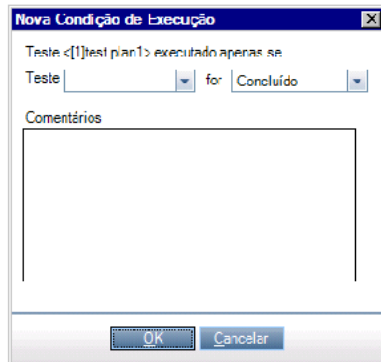 Nova Condição de Execução
Teste <[1]test plan1> executado apenas se
Teste for Concluído
Comentários
OK Cancelar